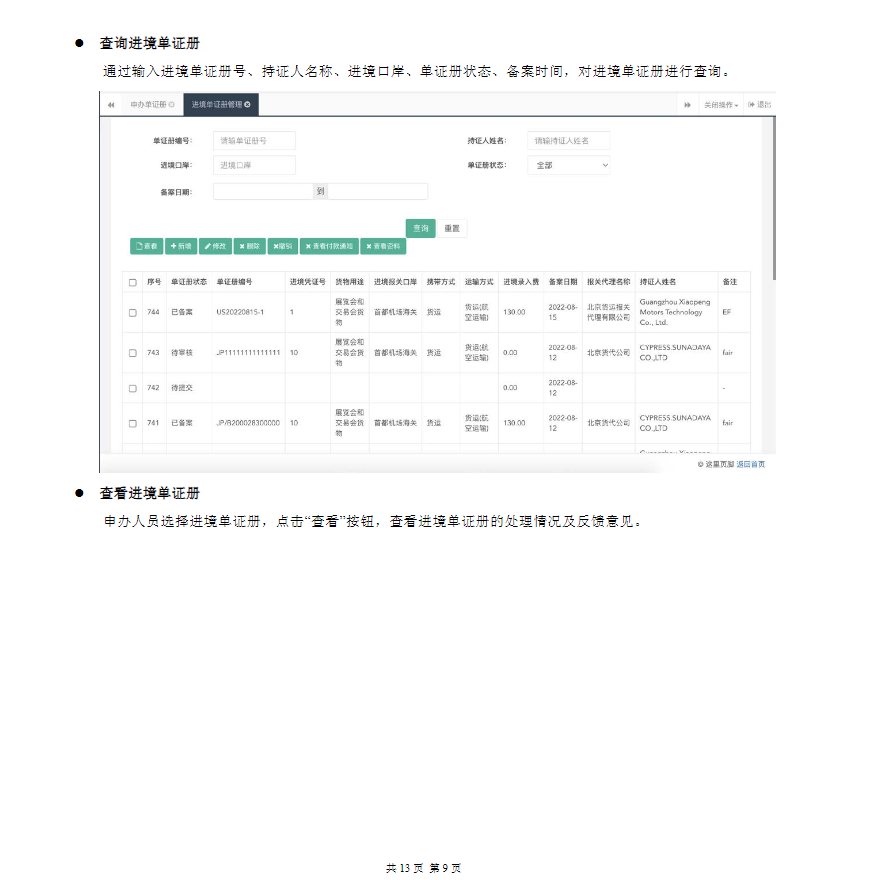 ● 查询进境单证册
通过输入进境单证册号、持证人名称、进境口岸、单证册状态、备案时间，对进境单证册进行查询。
申办单证册 进境单证册管理 关闭操作 退出
单证册编号： 请输单证册号 持证人姓名： 请输持证人姓名
进境口岸： 进境口岸 单证册状态： 全部
备案日期： 到
查询 重置
查看 新增 修改 删除 撤销 查看付款通知 查看资料
序号 单证册状态 单证册编号 进境凭证号 货物用途 进境报关口岸 携带方式 运输方式 进境录入费 备案日期 报关代理名称 持证人姓名 备注
744 已备案 US20220815-1 1 展览会和交易会货物 首都机场海关 货运 货运(航空运输) 130.00 2022-08-15 北京货运报关代理有限公司 Guangzhou Xiaopeng Motors Technology Co., Ltd. EF
743 待审核 JP11111111111111 10 展览会和交易会货物 首都机场海关 货运 货运(航空运输) 0.00 2022-08-12 北京货代公司 CYPRESS.SUNADAYA CO.,LTD fair
742 待提交 0.00 2022-08-12 -
741 已备案 JP/B200028300000 10 展览会和交易会货物 首都机场海关 货运 货运(航空运输) 130.00 2022-08-12 北京货代公司 CYPRESS.SUNADAYA CO.,LTD fair
© 这里页脚 返回首页
● 查看进境单证册
申办人员选择进境单证册，点击“查看”按钮，查看进境单证册的处理情况及反馈意见。
共 13 页 第 9 页